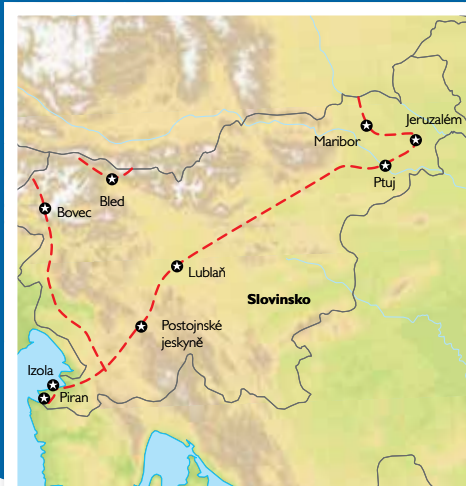 Jeruzalém
Maribor
Ptuj
Bled
Bovec
Lublaň
Slovinsko
Postojnské
jeskyně
Izola
Piran